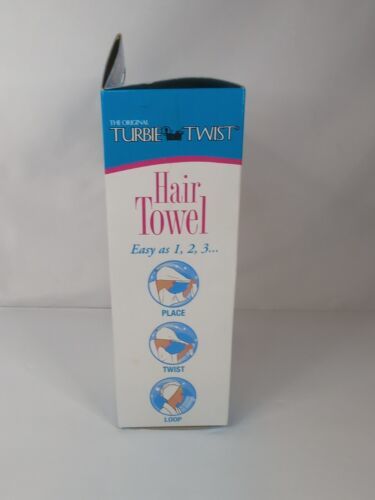 THE ORIGINAL
TURBIE TWIST
Hair
Towel
Easy as 1, 2, 3...
PLACE
TWIST
LOOP